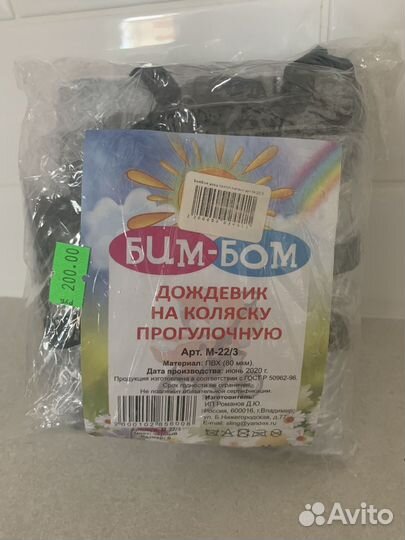 БИМ-БОМ
ДОЖДЕВИК
НА КОЛЯСКУ
ПРОГУЛОЧНУЮ
Арт. М-22/3
Материал: ПВХ (80 мкм).
Дата производства: июнь 2020 г.
Продукция изготовлена в соответствии с ГОСТ Р 50962-96.
Срок годности не ограничен.
Не подлежит обязательной сертификации.
Изготовитель:
ИП Романов Д.Ю.
Россия, 600016, г.Владимир,
ул. Б.Нижегородская, д.77
E-mail: sling@yandex.ru
2000102856008
200.00
Avito